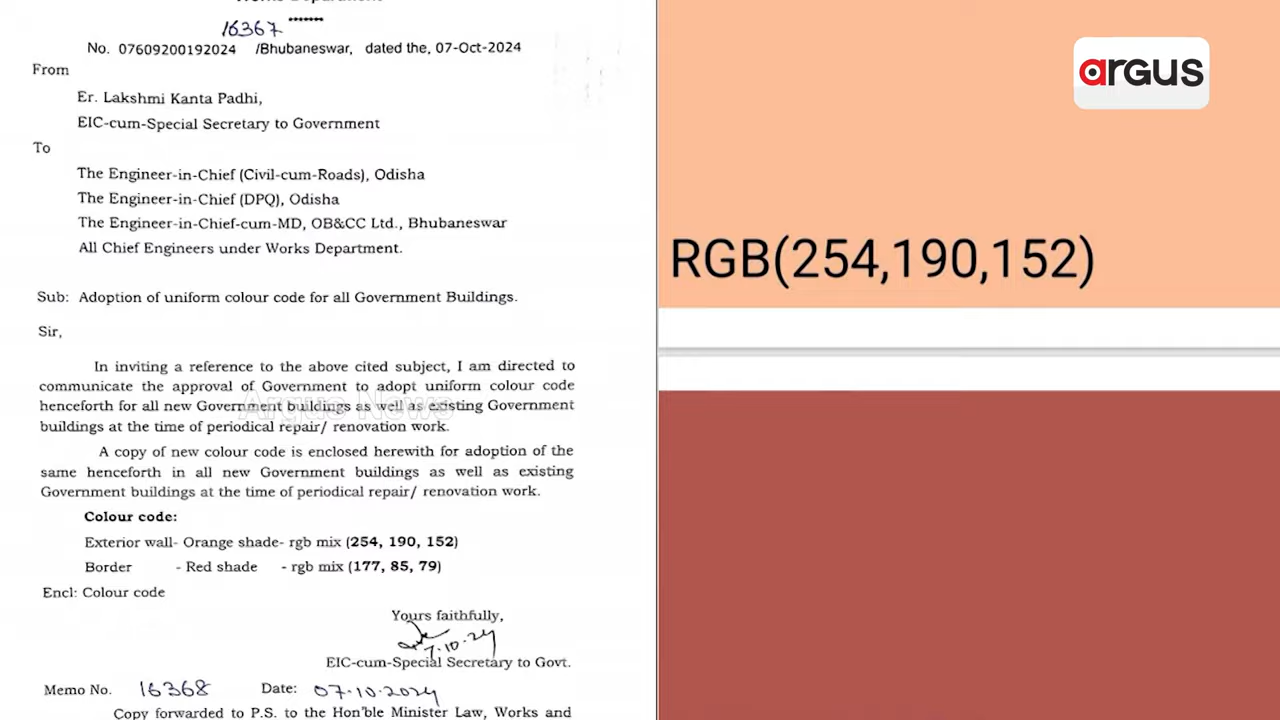 Works Department
*******
16367
No. 07609200192024 /Bhubaneswar, dated the, 07-Oct-2024
From
Er. Lakshmi Kanta Padhi,
EIC-cum-Special Secretary to Government
To
The Engineer-in-Chief (Civil-cum-Roads), Odisha
The Engineer-in-Chief (DPQ), Odisha
The Engineer-in-Chief-cum-MD, OB&CC Ltd., Bhubaneswar
All Chief Engineers under Works Department.
Sub: Adoption of uniform colour code for all Government Buildings.
Sir,
In inviting a reference to the above cited subject, I am directed to
communicate the approval of Government to adopt uniform colour code
henceforth for all new Government buildings as well as existing Government
buildings at the time of periodical repair/ renovation work.
A copy of new colour code is enclosed herewith for adoption of the
same henceforth in all new Government buildings as well as existing
Government buildings at the time of periodical repair/ renovation work.
Colour code:
Exterior wall- Orange shade- rgb mix (254, 190, 152)
Border - Red shade - rgb mix (177, 85, 79)
Encl: Colour code
Yours faithfully,
7.10.24
EIC-cum-Special Secretary to Govt.
Memo No. 16368 Date: 07.10.2024
Copy forwarded to P.S. to the Hon'ble Minister Law, Works and
Argus News
argus
RGB(254,190,152)